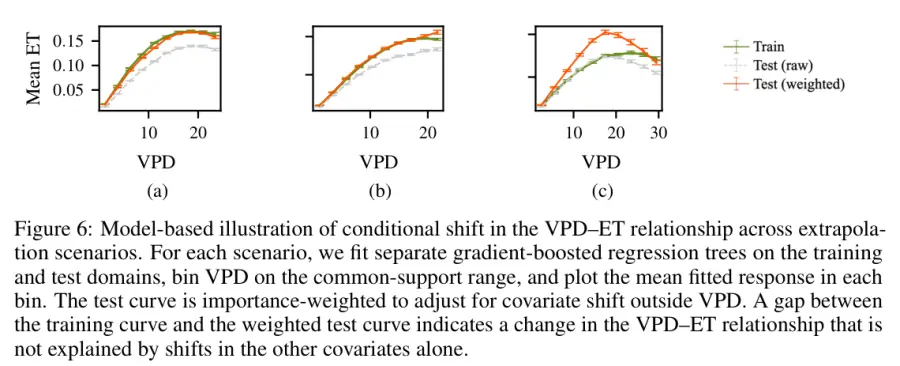 Mean ET
0.15
0.10
0.05
10 20
10 20
10 20 30
VPD
VPD
VPD
(a)
(b)
(c)
Train
Test (raw)
Test (weighted)
Figure 6: Model-based illustration of conditional shift in the VPD–ET relationship across extrapola-
tion scenarios. For each scenario, we fit separate gradient-boosted regression trees on the training
and test domains, bin VPD on the common-support range, and plot the mean fitted response in each
bin. The test curve is importance-weighted to adjust for covariate shift outside VPD. A gap between
the training curve and the weighted test curve indicates a change in the VPD–ET relationship that is
not explained by shifts in the other covariates alone.